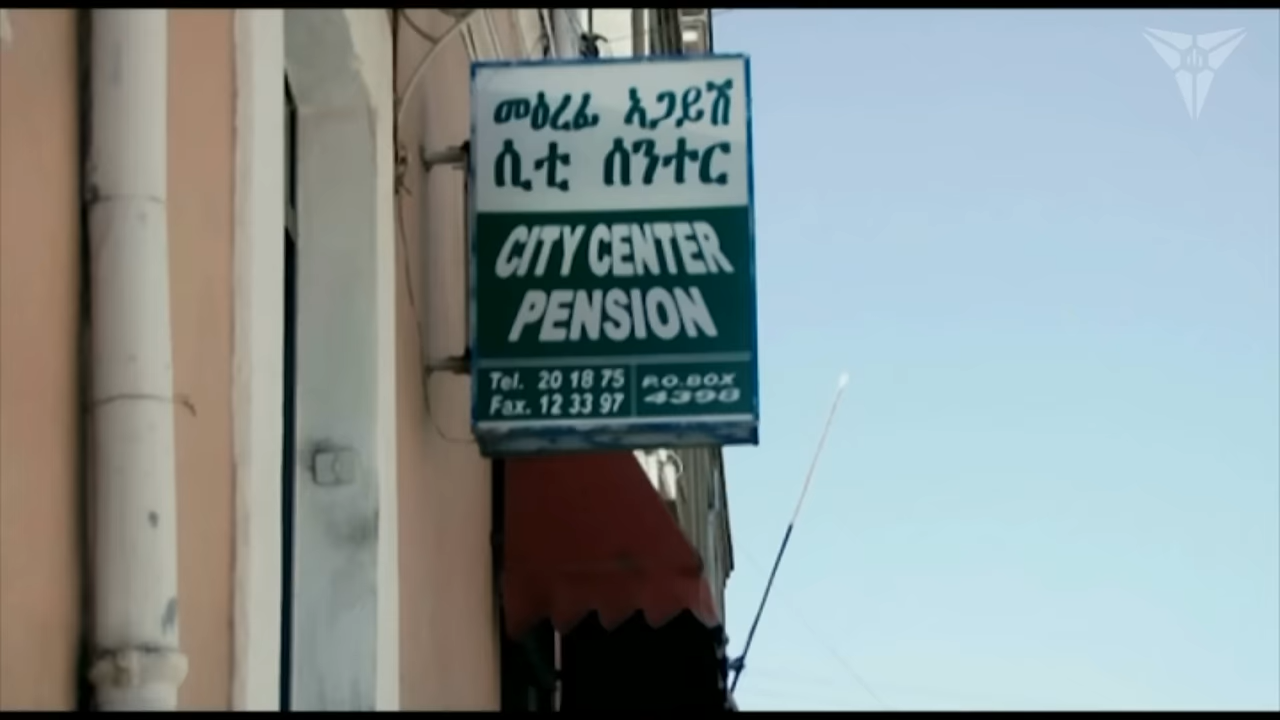 መዕረፊ ኣጋይሽ
ሲቲ ሰንተር
CITY CENTER
PENSION
Tel. 20 18 75
Fax. 12 33 97
P.O.BOX
4398